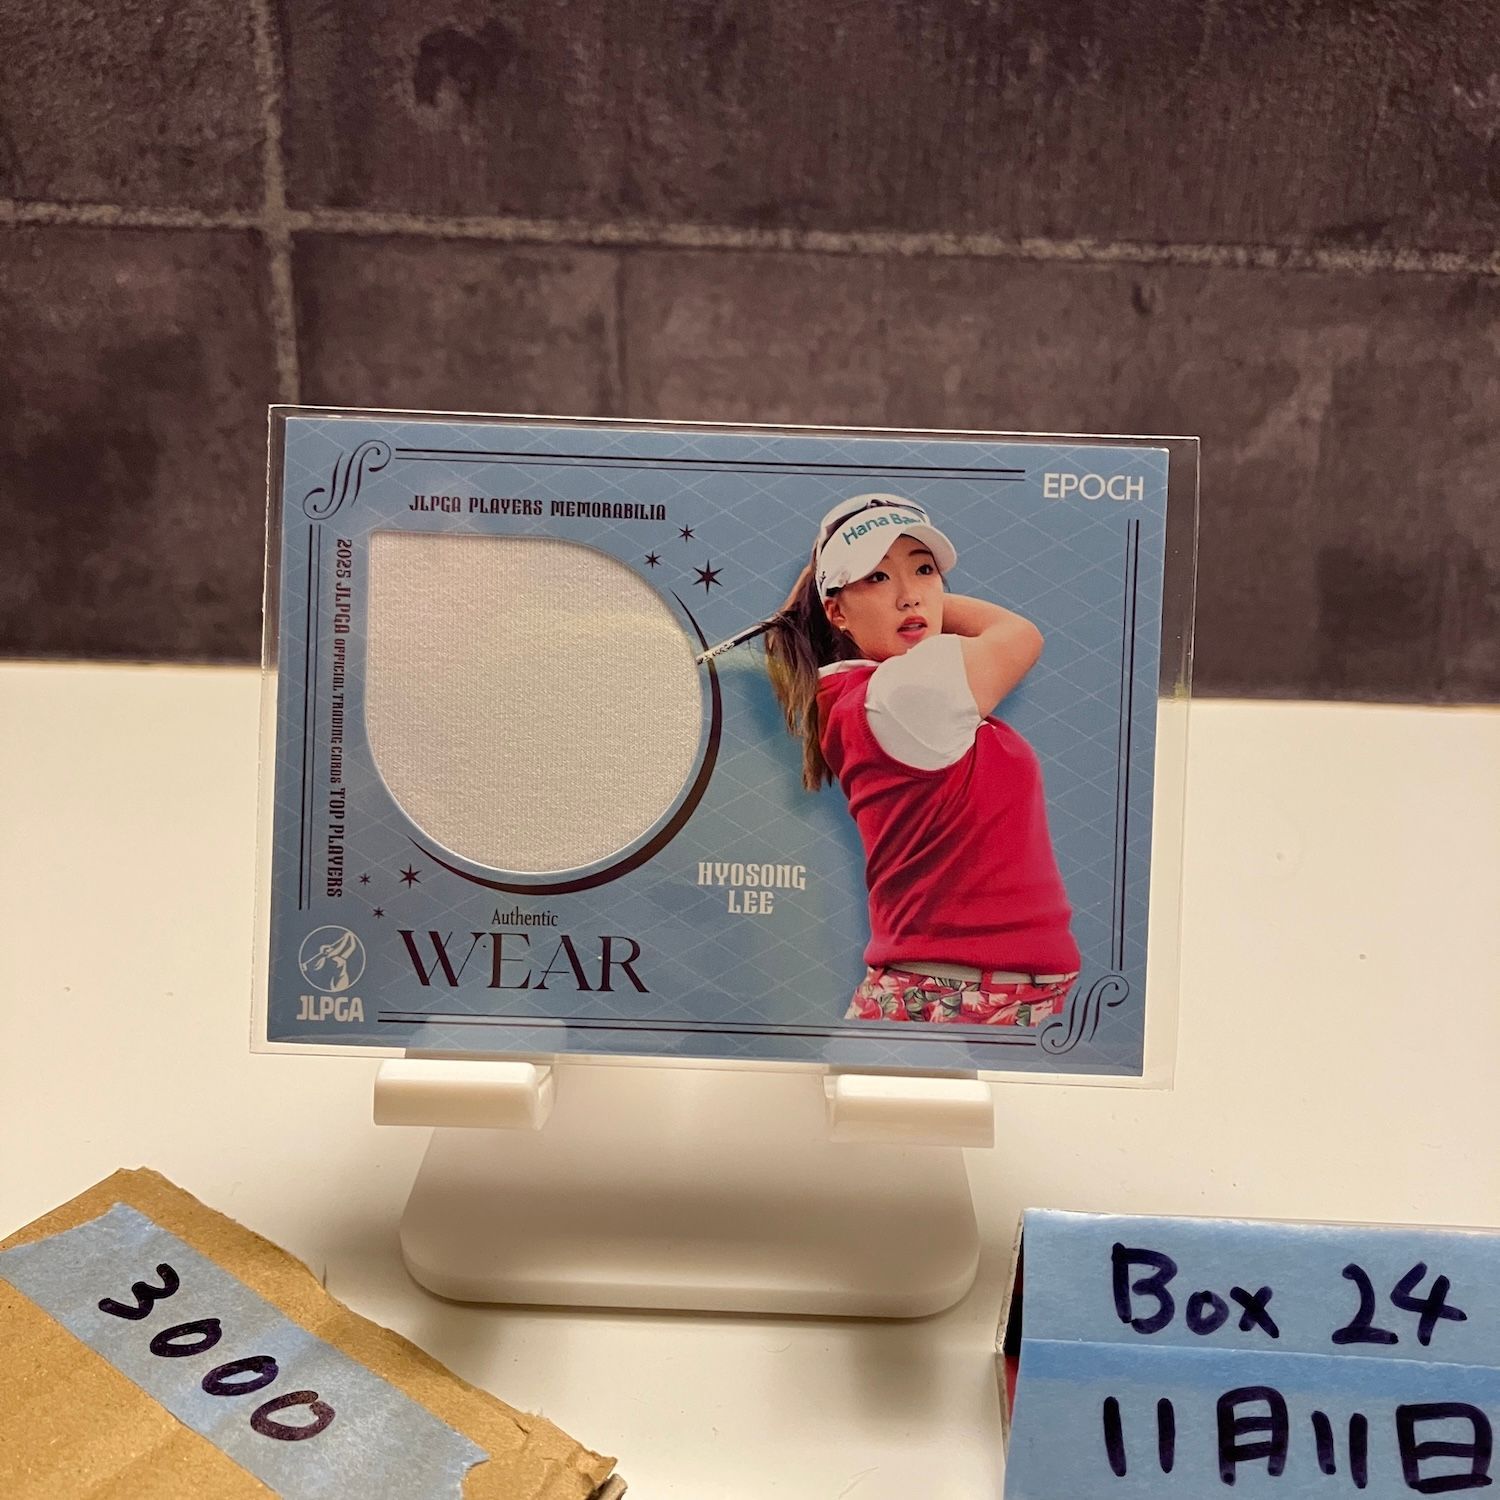 EPOCH
JLPGA PLAYERS MEMORABILIA
2025 JLPGA OFFICIAL TRADING CARDS TOP PLAYERS
Hana Ba
HYOSONG
LEE
Authentic
WEAR
JLPGA
3000
Box 24
11月11日